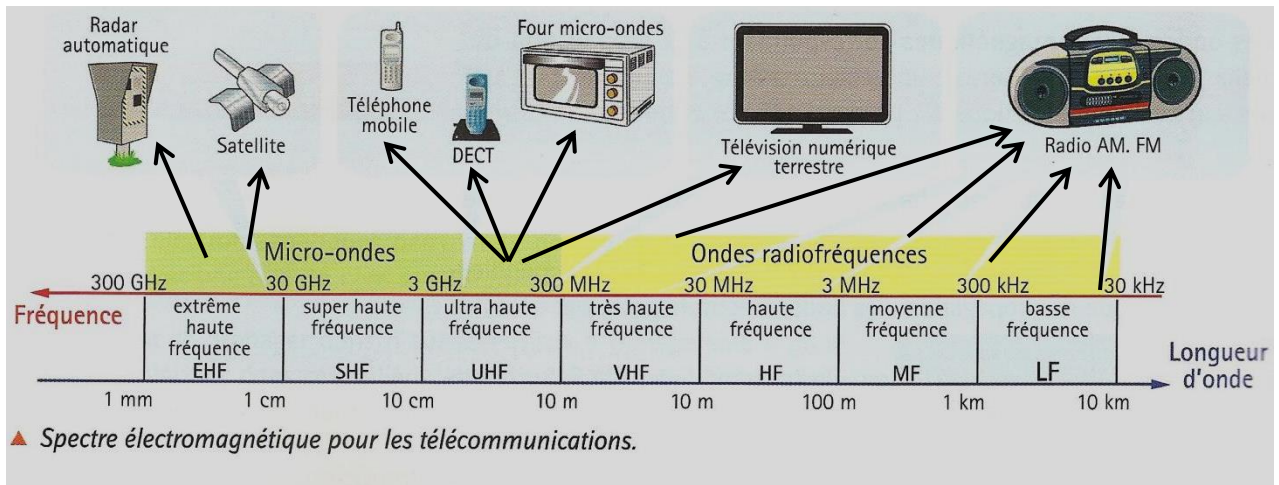 Radar
automatique
Satellite
Téléphone
mobile
DECT
Four micro-ondes
Télévision numérique
terrestre
Radio AM. FM
Micro-ondes
Ondes radiofréquences
300 GHz
30 GHz
3 GHz
300 MHz
30 MHz
3 MHz
300 kHz
30 kHz
Fréquence
extrême
haute
fréquence
EHF
super haute
fréquence
SHF
ultra haute
fréquence
UHF
très haute
fréquence
VHF
haute
fréquence
HF
moyenne
fréquence
MF
basse
fréquence
LF
Longueur
d'onde
1 mm
1 cm
10 cm
10 m
10 m
100 m
1 km
10 km
Spectre électromagnétique pour les télécommunications.